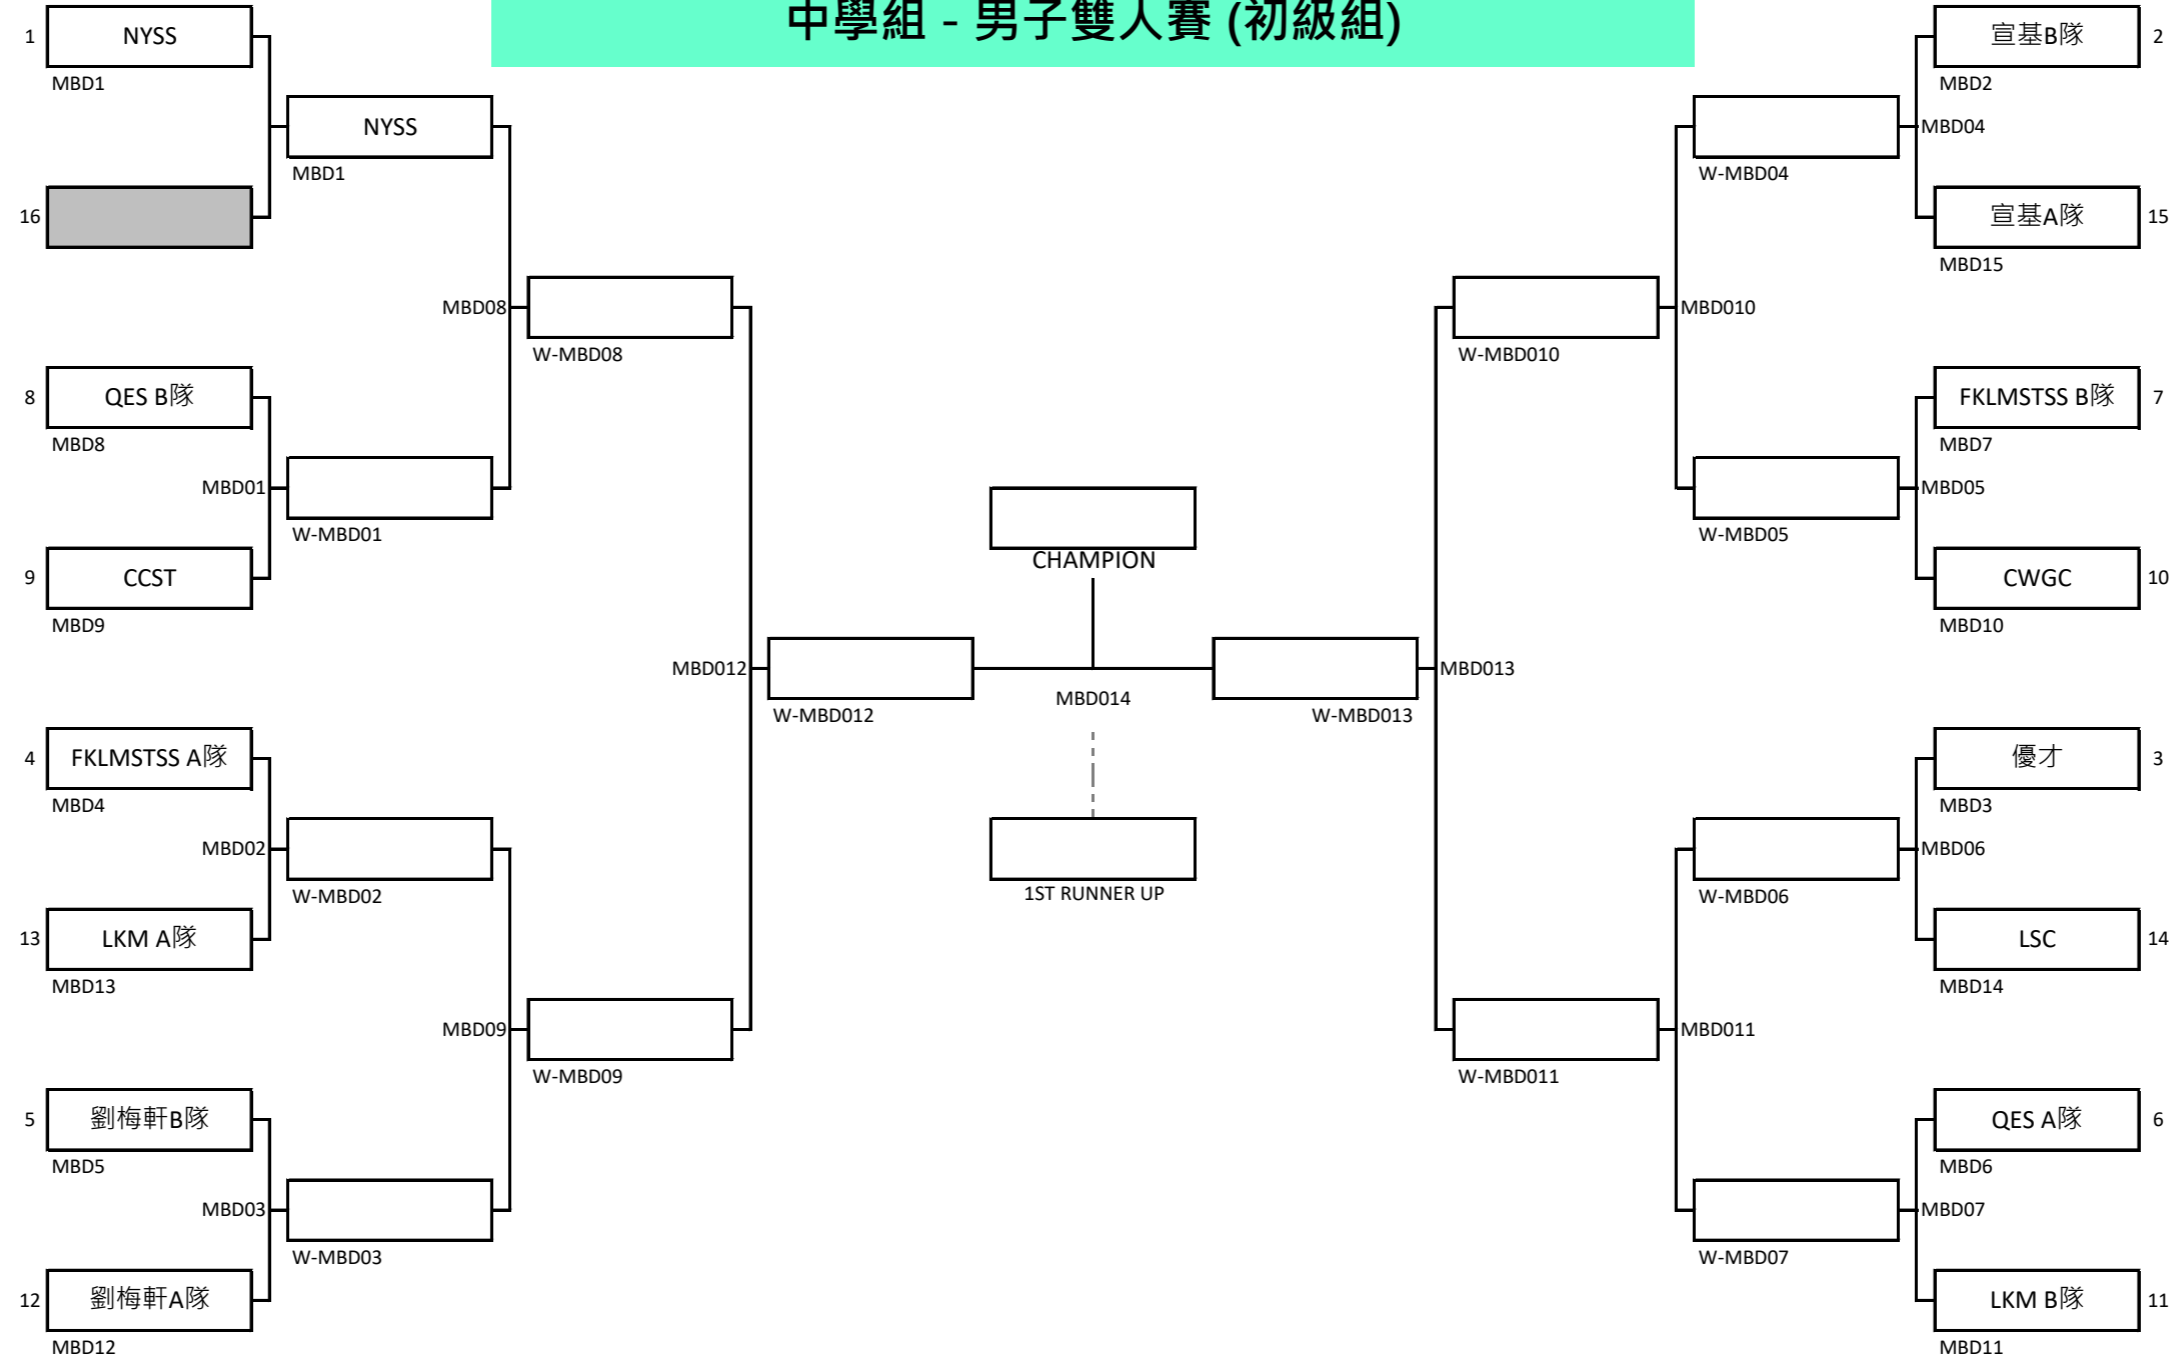 中學組 - 男子雙人賽 (初級組)
1
NYSS
MBD1
NYSS
MBD1
16
MBD08
W-MBD08
8
QES B隊
MBD8
MBD01
W-MBD01
9
CCST
MBD9
MBD012
W-MBD012
4
FKLMSTSS A隊
MBD4
MBD02
W-MBD02
13
LKM A隊
MBD13
MBD09
W-MBD09
5
劉梅軒B隊
MBD5
MBD03
W-MBD03
12
劉梅軒A隊
MBD12
CHAMPION
MBD014
1ST RUNNER UP
宣基B隊
2
MBD2
MBD04
W-MBD04
宣基A隊
15
MBD15
MBD010
W-MBD010
FKLMSTSS B隊
7
MBD7
MBD05
W-MBD05
CWGC
10
MBD10
MBD013
W-MBD013
優才
3
MBD3
MBD06
W-MBD06
LSC
14
MBD14
MBD011
W-MBD011
QES A隊
6
MBD6
MBD07
W-MBD07
LKM B隊
11
MBD11